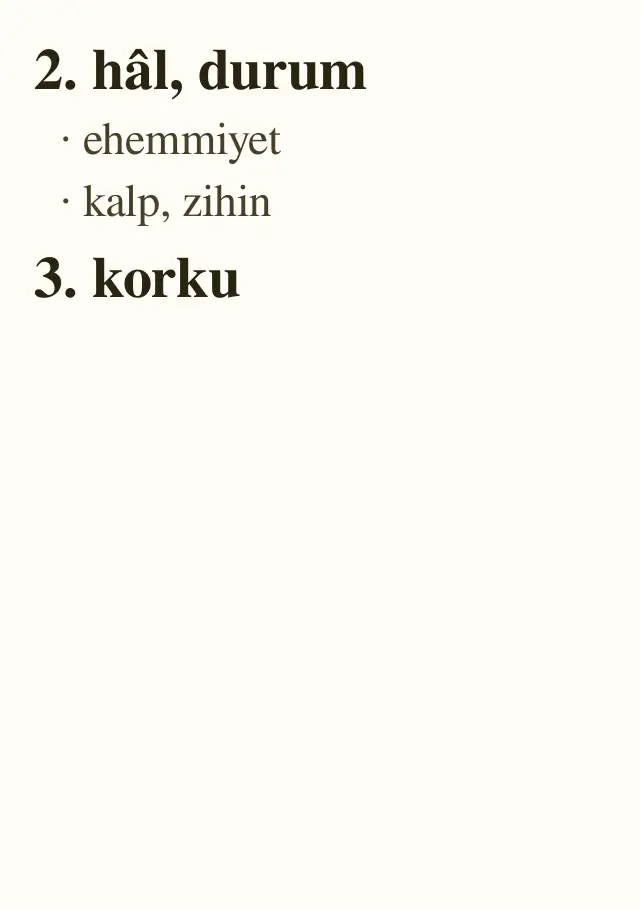 2. hâl, durum
· ehemmiyet
· kalp, zihin
3. korku